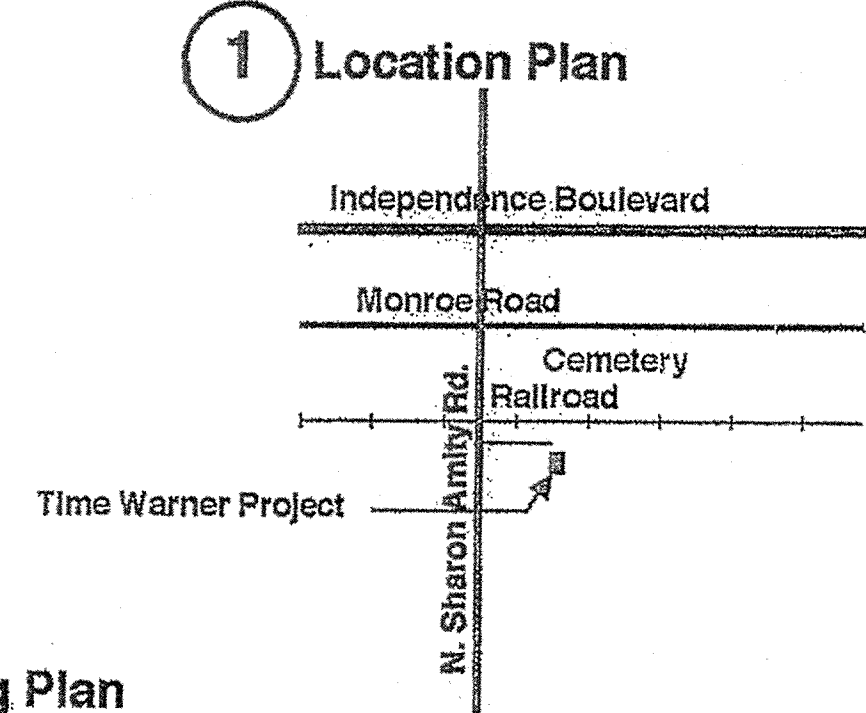 1 Location Plan
Independence Boulevard
Monroe Road
Cemetery
Railroad
N. Sharon Amity Rd.
Time Warner Project
Plan